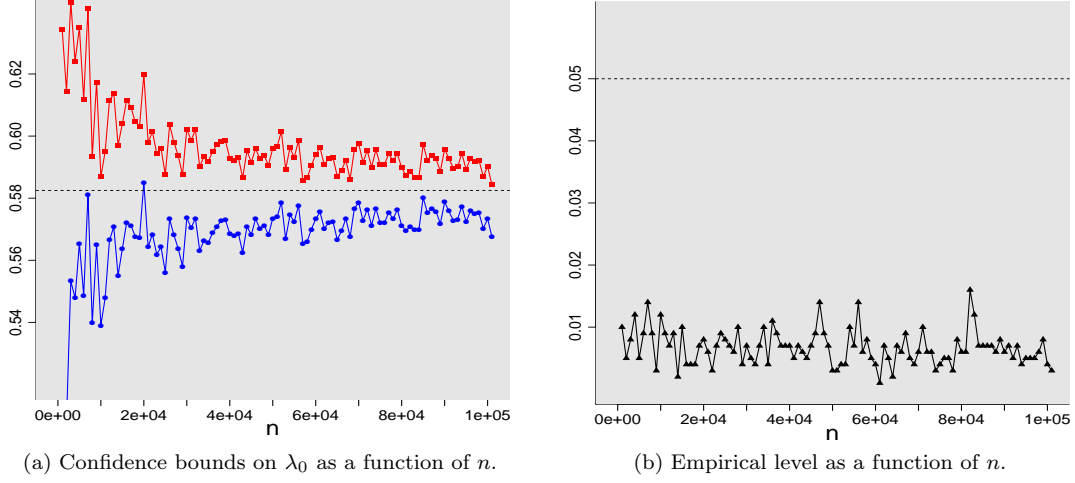 0.62
0.60
0.58
0.56
0.54
0e+00 2e+04 4e+04 6e+04 8e+04 1e+05
n
(a) Confidence bounds on λ₀ as a function of n.
0.05
0.04
0.03
0.02
0.01
0e+00 2e+04 4e+04 6e+04 8e+04 1e+05
n
(b) Empirical level as a function of n.